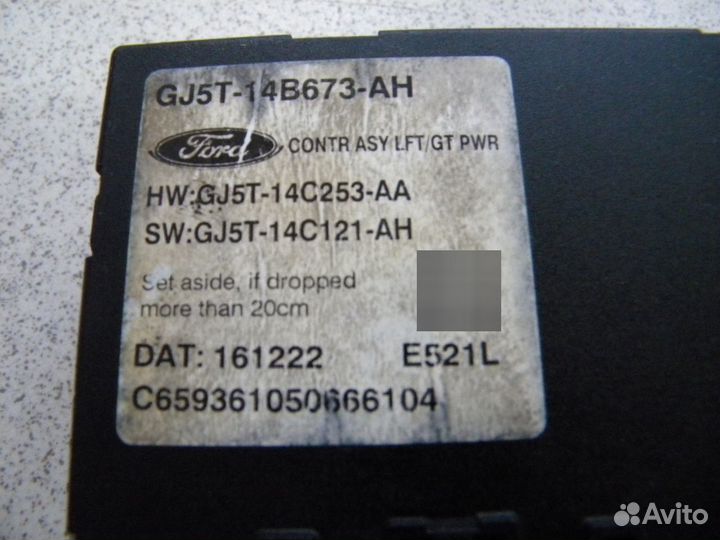 GJ5T-14B673-AH
Ford CONTR ASY LFT/GT PWR
HW:GJ5T-14C253-AA
SW:GJ5T-14C121-AH
Set aside, if dropped
more than 20cm
DAT: 161222 E521L
C659361050666104
Avito